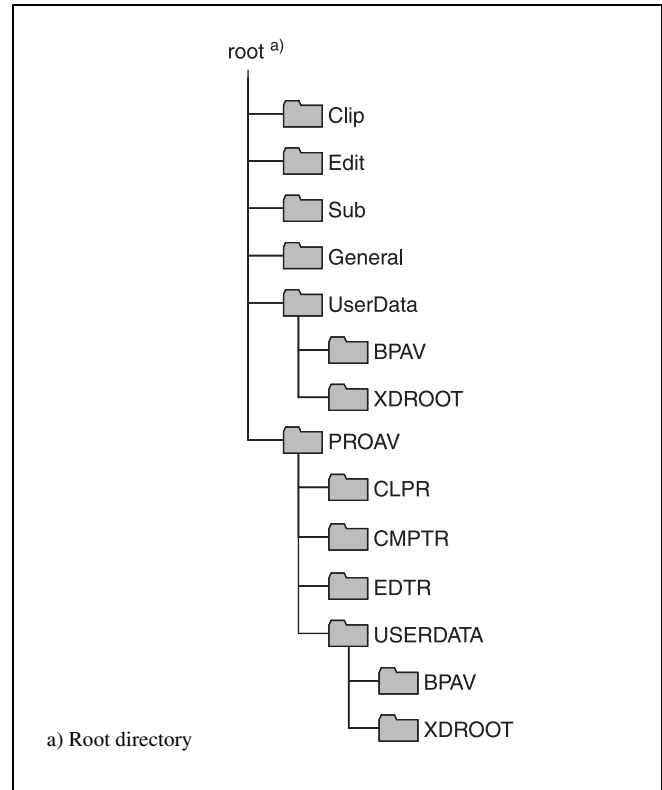 root a)
Clip
Edit
Sub
General
UserData
BPAV
XDROOT
PROAV
CLPR
CMPTR
EDTR
USERDATA
BPAV
XDROOT
a) Root directory